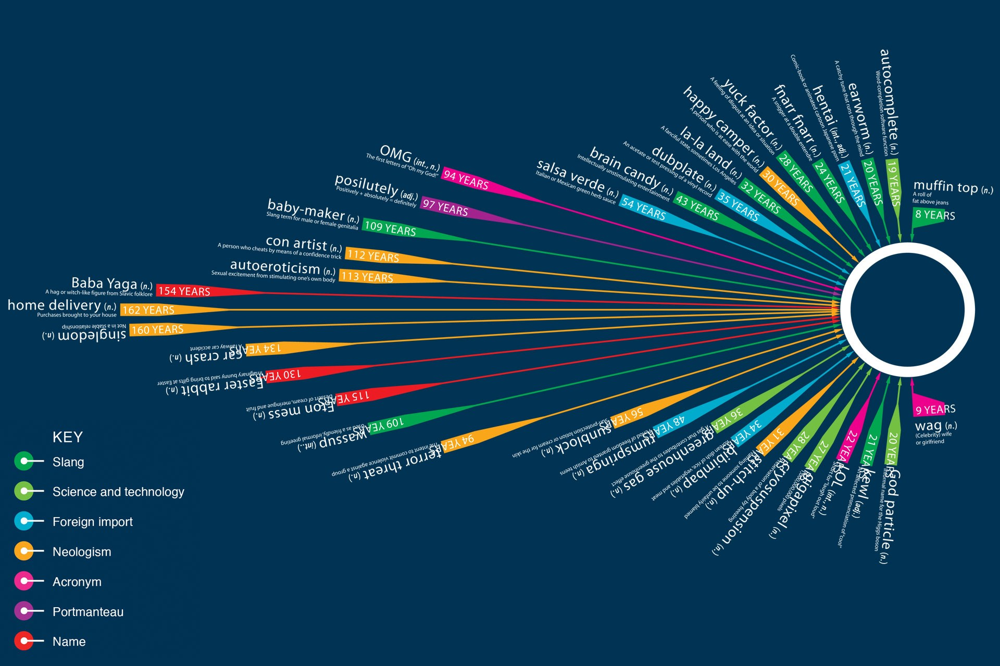 autocomplete (n.)
Word-completion software function
19 YEARS
earworm (n.)
A catchy tune that runs through the mind
20 YEARS
hentai (int., adj.)
Comic-book or animated cartoon Japanese porn
21 YEARS
fnarr fnarr (n.)
A snigger at a double entendre
24 YEARS
yuck factor (n.)
A feeling of disgust at an idea or situation
28 YEARS
happy camper (n.)
A person who is at ease with the world
30 YEARS
la-la land (n.)
A fanciful state, sometimes Los Angeles
32 YEARS
dubplate (n.)
An acetate or test pressing of a vinyl record
35 YEARS
brain candy (n.)
Intellectually unstimulating entertainment
43 YEARS
salsa verde (n.)
Italian or Mexican green herb sauce
54 YEARS
muffin top (n.)
A roll of
fat above jeans
8 YEARS
OMG (int., n.)
The first letters of "Oh my God!"
94 YEARS
posilutely (adj.)
Positively + absolutely = definitely
97 YEARS
baby-maker (n.)
Slang term for male or female genitalia
109 YEARS
con artist (n.)
A person who cheats by means of a confidence trick
112 YEARS
autoeroticism (n.)
Sexual excitement from stimulating one's own body
113 YEARS
Baba Yaga (n.)
A hag or witch-like figure from Slavic folklore
154 YEARS
home delivery (n.)
Purchases brought to your house
162 YEARS
singledom (n.)
Not in a stable relationship
160 YEARS
car crash (n.)
A railway car accident
134 YEARS
Easter rabbit (n.)
Imaginary bunny said to bring gifts at Easter
130 YEARS
Eton mess (n.)
Dessert of cream, meringue and fruit
115 YEARS
wassup (int.)
Used as a friendly, informal greeting
109 YEARS
terror threat (n.)
The intent to commit violence against a group
94 YEARS
sunblock (n.)
Sun-protection lotion or cream for the skin
56 YEARS
rumspringa (n.)
Period of freedom granted to Amish teens
48 YEARS
greenhouse gas (n.)
A gas that contributes to the greenhouse effect
36 YEARS
bibimbap (n.)
Korean dish of rice vegetables and meat
34 YEARS
stitch-up (n.)
Framing someone to be unfairly blamed
31 YEARS
cryosuspension (n.)
Preservation of a body by freezing
28 YEARS
gigapixel (n.)
1,000,000,000 pixels
27 YEARS
LOL (int., n.)
Short for "laugh out loud"
22 YEARS
kewl (adj.)
An affected pronunciation of "cool"
21 YEARS
God particle (n.)
Informal name for the Higgs boson
20 YEARS
9 YEARS
wag (n.)
(Celebrity) wife
or girlfriend
KEY
Slang
Science and technology
Foreign import
Neologism
Acronym
Portmanteau
Name